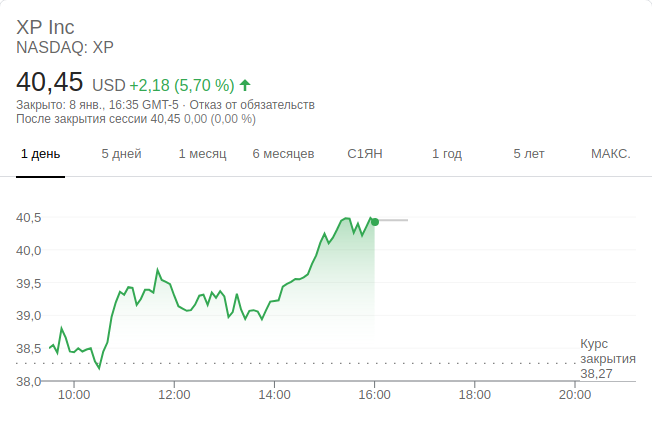 XP Inc
NASDAQ: XP
40,45 USD +2,18 (5,70 %)
Закрыто: 8 янв., 16:35 GMT-5 · Отказ от обязательств
После закрытия сессии 40,45 0,00 (0,00 %)
1 день 5 дней 1 месяц 6 месяцев С1ЯН 1 год 5 лет МАКС.
40,5
40,0
39,5
39,0
38,5
38,0
Курс
закрытия
38,27
10:00 12:00 14:00 16:00 18:00 20:00